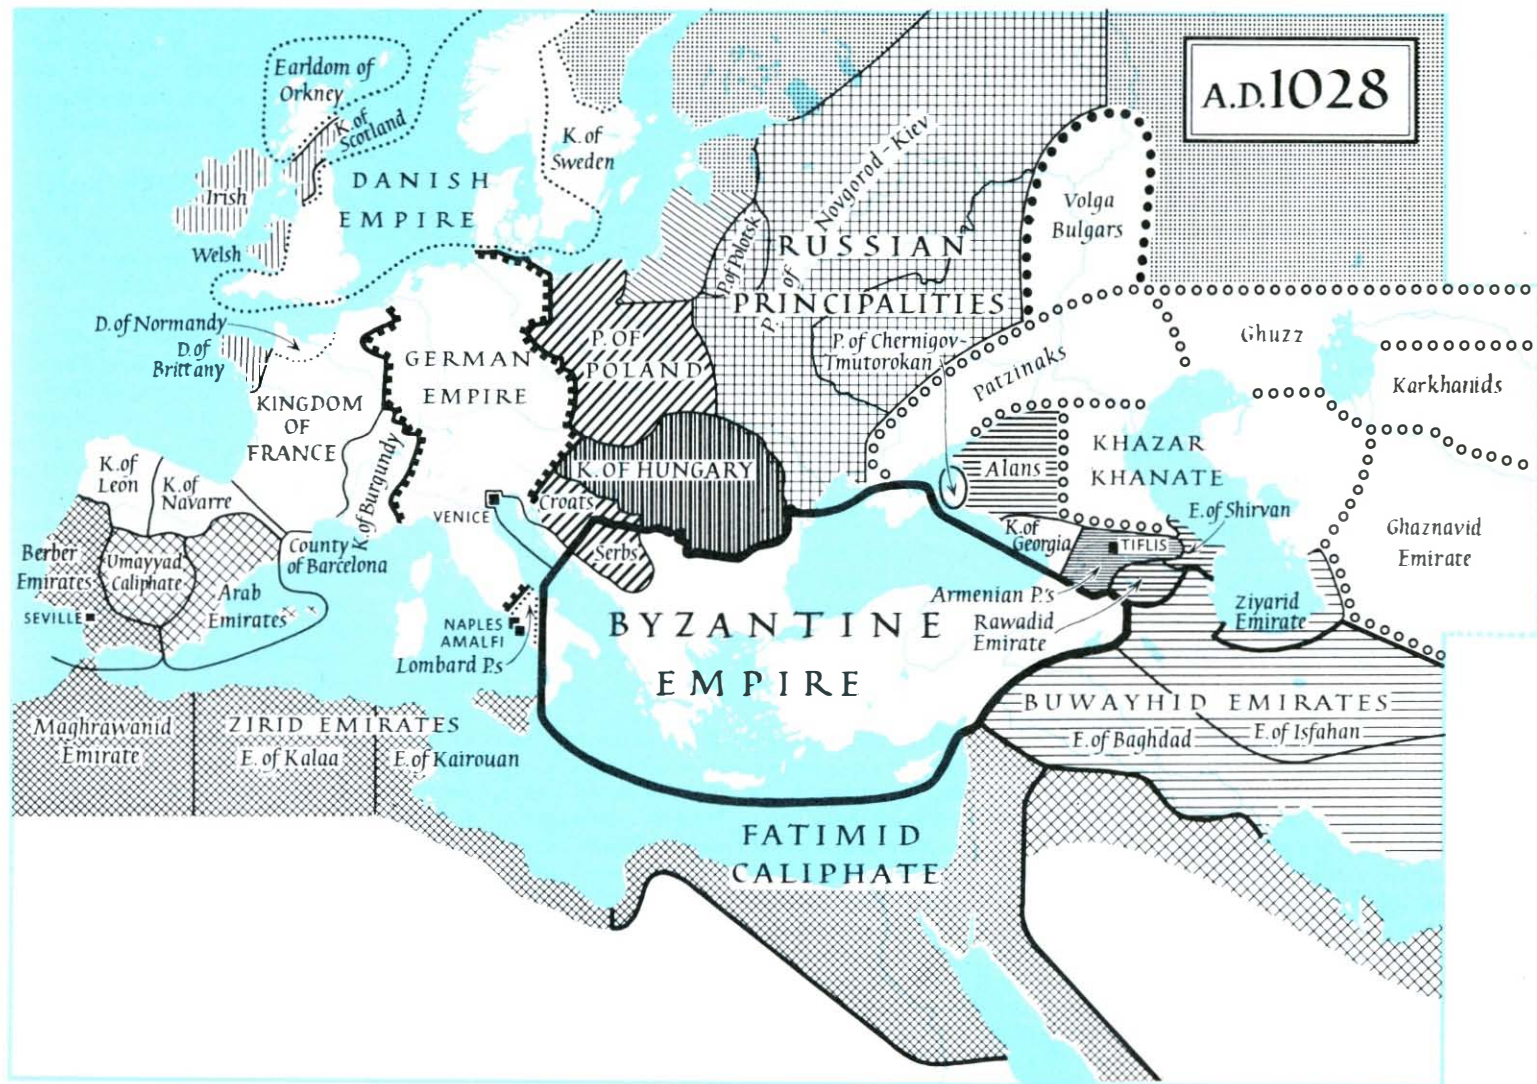 A.D.1028
Earldom of
Orkney
K. of
Scotland
K. of
Sweden
DANISH
EMPIRE
Irish
Welsh
Volga
Bulgars
P. of Novgorod-Kiev
P. of Polotsk
RUSSIAN
PRINCIPALITIES
P. of Chernigov-
Tmutorokan
D. of Normandy
D. of
Brittany
GERMAN
EMPIRE
P. OF
POLAND
Patzinaks
Ghuzz
Karkhanids
KINGDOM
OF
FRANCE
K. of Burgundy
K. OF HUNGARY
Alans
KHAZAR
KHANATE
K. of
Leon
K. of
Navarre
VENICE
Croats
Serbs
K. of
Georgia
TIFLIS
E. of Shirvan
Ghaznavid
Emirate
Berber
Emirates
Umayyad
Caliphate
County
of Barcelona
Arab
Emirates
SEVILLE
NAPLES
AMALFI
Lombard P.s
BYZANTINE
EMPIRE
Armenian P.'s
Rawadid
Emirate
Ziyarid
Emirate
BUWAYHID EMIRATES
E. of Baghdad
E. of Isfahan
Maghrawanid
Emirate
ZIRID EMIRATES
E. of Kalaa
E. of Kairouan
FATIMID
CALIPHATE